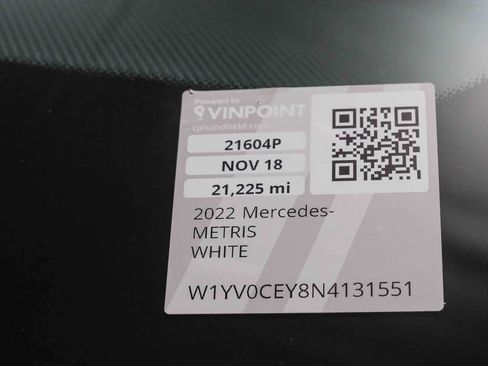 Powered by
VINPOINT
cphandheld.com
21604P
NOV 18
21,225 mi
2022 Mercedes-
METRIS
WHITE
W1YV0CEY8N4131551